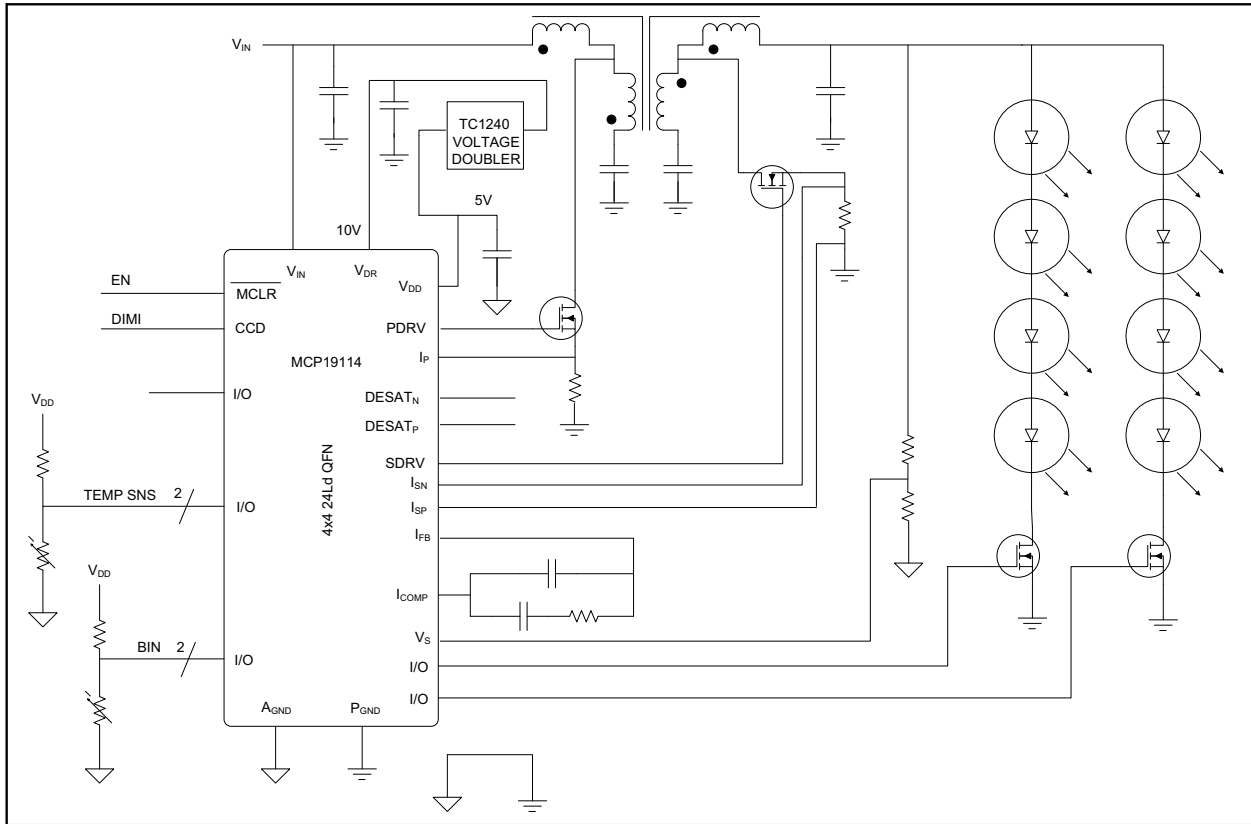 VIN
TC1240
VOLTAGE
DOUBLER
5V
10V
VIN
VDR
VDD
EN
MCLR
DIMI
CCD
PDRV
IP
MCP19114
I/O
DESATN
VDD
DESATP
4x4 24Ld QFN
SDRV
ISN
TEMP SNS 2
I/O
ISP
IFB
VDD
ICOMP
VS
BIN 2
I/O
I/O
I/O
AGND
PGND